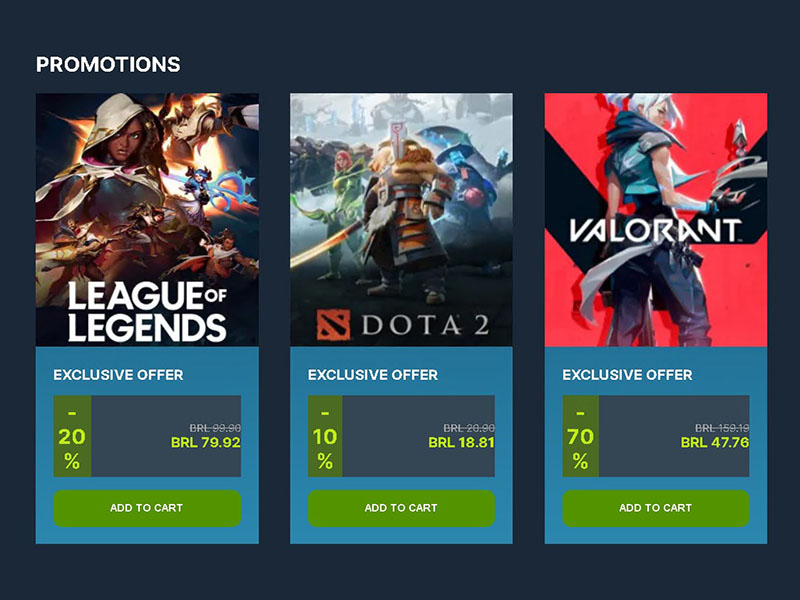 PROMOTIONS
LEAGUE OF
LEGENDS
DOTA 2
VALORANT
EXCLUSIVE OFFER
-
20
%
BRL 99.90
BRL 79.92
ADD TO CART
EXCLUSIVE OFFER
-
10
%
BRL 20.90
BRL 18.81
ADD TO CART
EXCLUSIVE OFFER
-
70
%
BRL 159.19
BRL 47.76
ADD TO CART